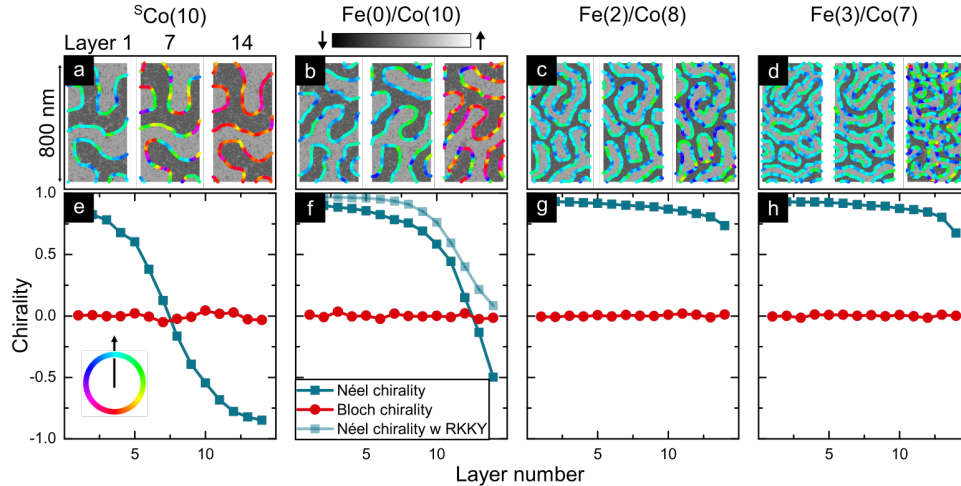 ˢCo(10)
Fe(0)/Co(10)
Fe(2)/Co(8)
Fe(3)/Co(7)
Layer 1 7 14
a
b
c
d
800 nm
e
f
g
h
1.0
0.5
0.0
-0.5
-1.0
Chirality
Néel chirality
Bloch chirality
Néel chirality w RKKY
5 10
5 10
5 10
5 10
Layer number